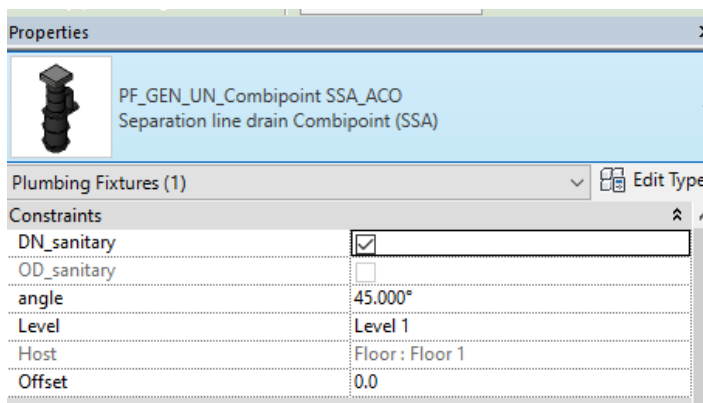 Properties
PF_GEN_UN_Combipoint SSA_ACO
Separation line drain Combipoint (SSA)
Plumbing Fixtures (1)
Edit Type
Constraints
DN_sanitary
OD_sanitary
angle 45.000°
Level Level 1
Host Floor : Floor 1
Offset 0.0